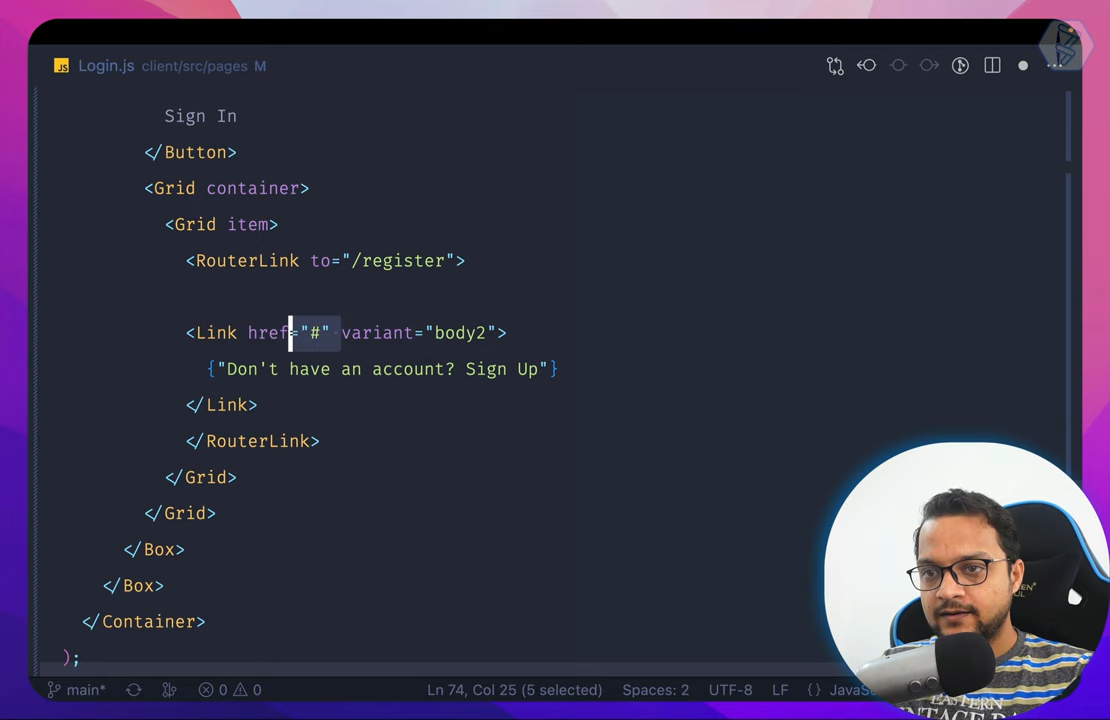 JS Login.js client/src/pages M
Sign In
</Button>
<Grid container>
<Grid item>
<RouterLink to="/register">
<Link href="#" variant="body2">
{"Don't have an account? Sign Up"}
</Link>
</RouterLink>
</Grid>
</Grid>
</Box>
</Box>
</Container>
);
main* 0 0 Ln 74, Col 25 (5 selected) Spaces: 2 UTF-8 LF {}
EASTERN